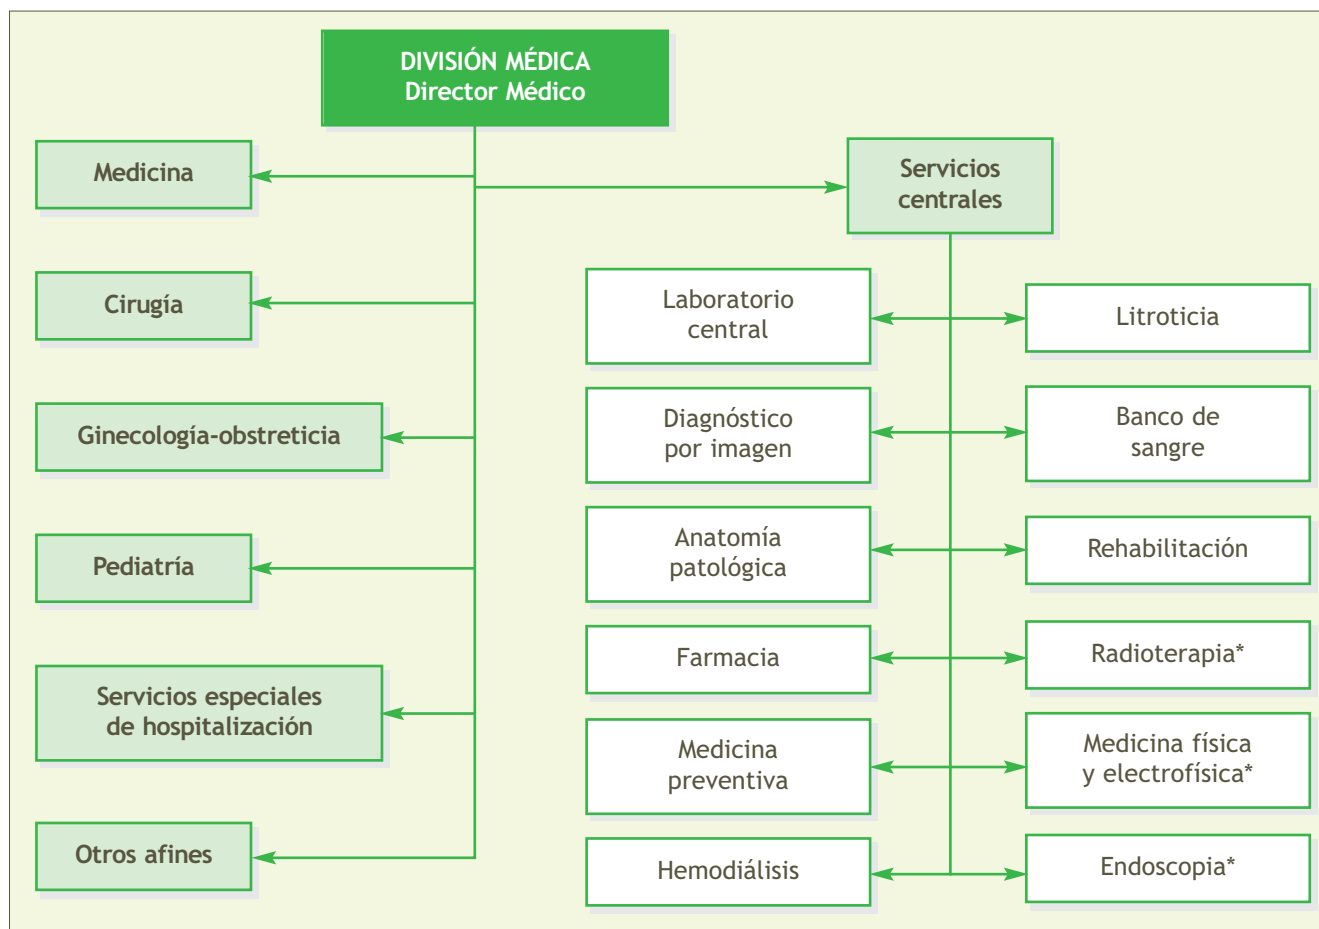 DIVISIÓN MÉDICA
Director Médico
Medicina
Cirugía
Ginecología-obstreticia
Pediatría
Servicios especiales
de hospitalización
Otros afines
Servicios
centrales
Laboratorio
central
Litroticia
Diagnóstico
por imagen
Banco de
sangre
Anatomía
patológica
Rehabilitación
Farmacia
Radioterapia*
Medicina
preventiva
Medicina física
y electrofísica*
Hemodiálisis
Endoscopia*